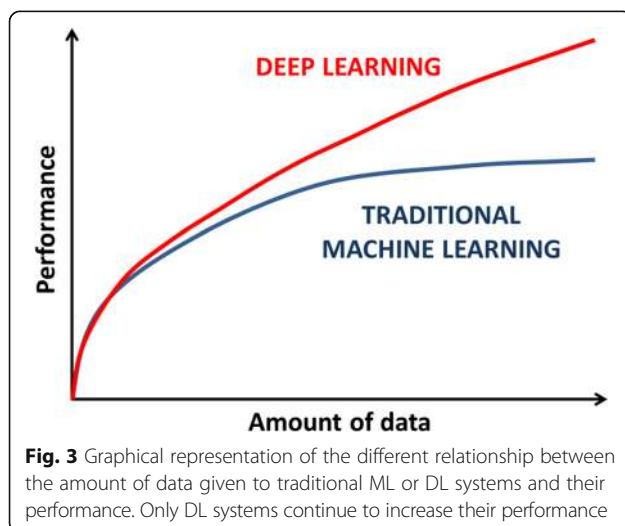 DEEP LEARNING
Performance
TRADITIONAL
MACHINE LEARNING
Amount of data
Fig. 3 Graphical representation of the different relationship between
the amount of data given to traditional ML or DL systems and their
performance. Only DL systems continue to increase their performance